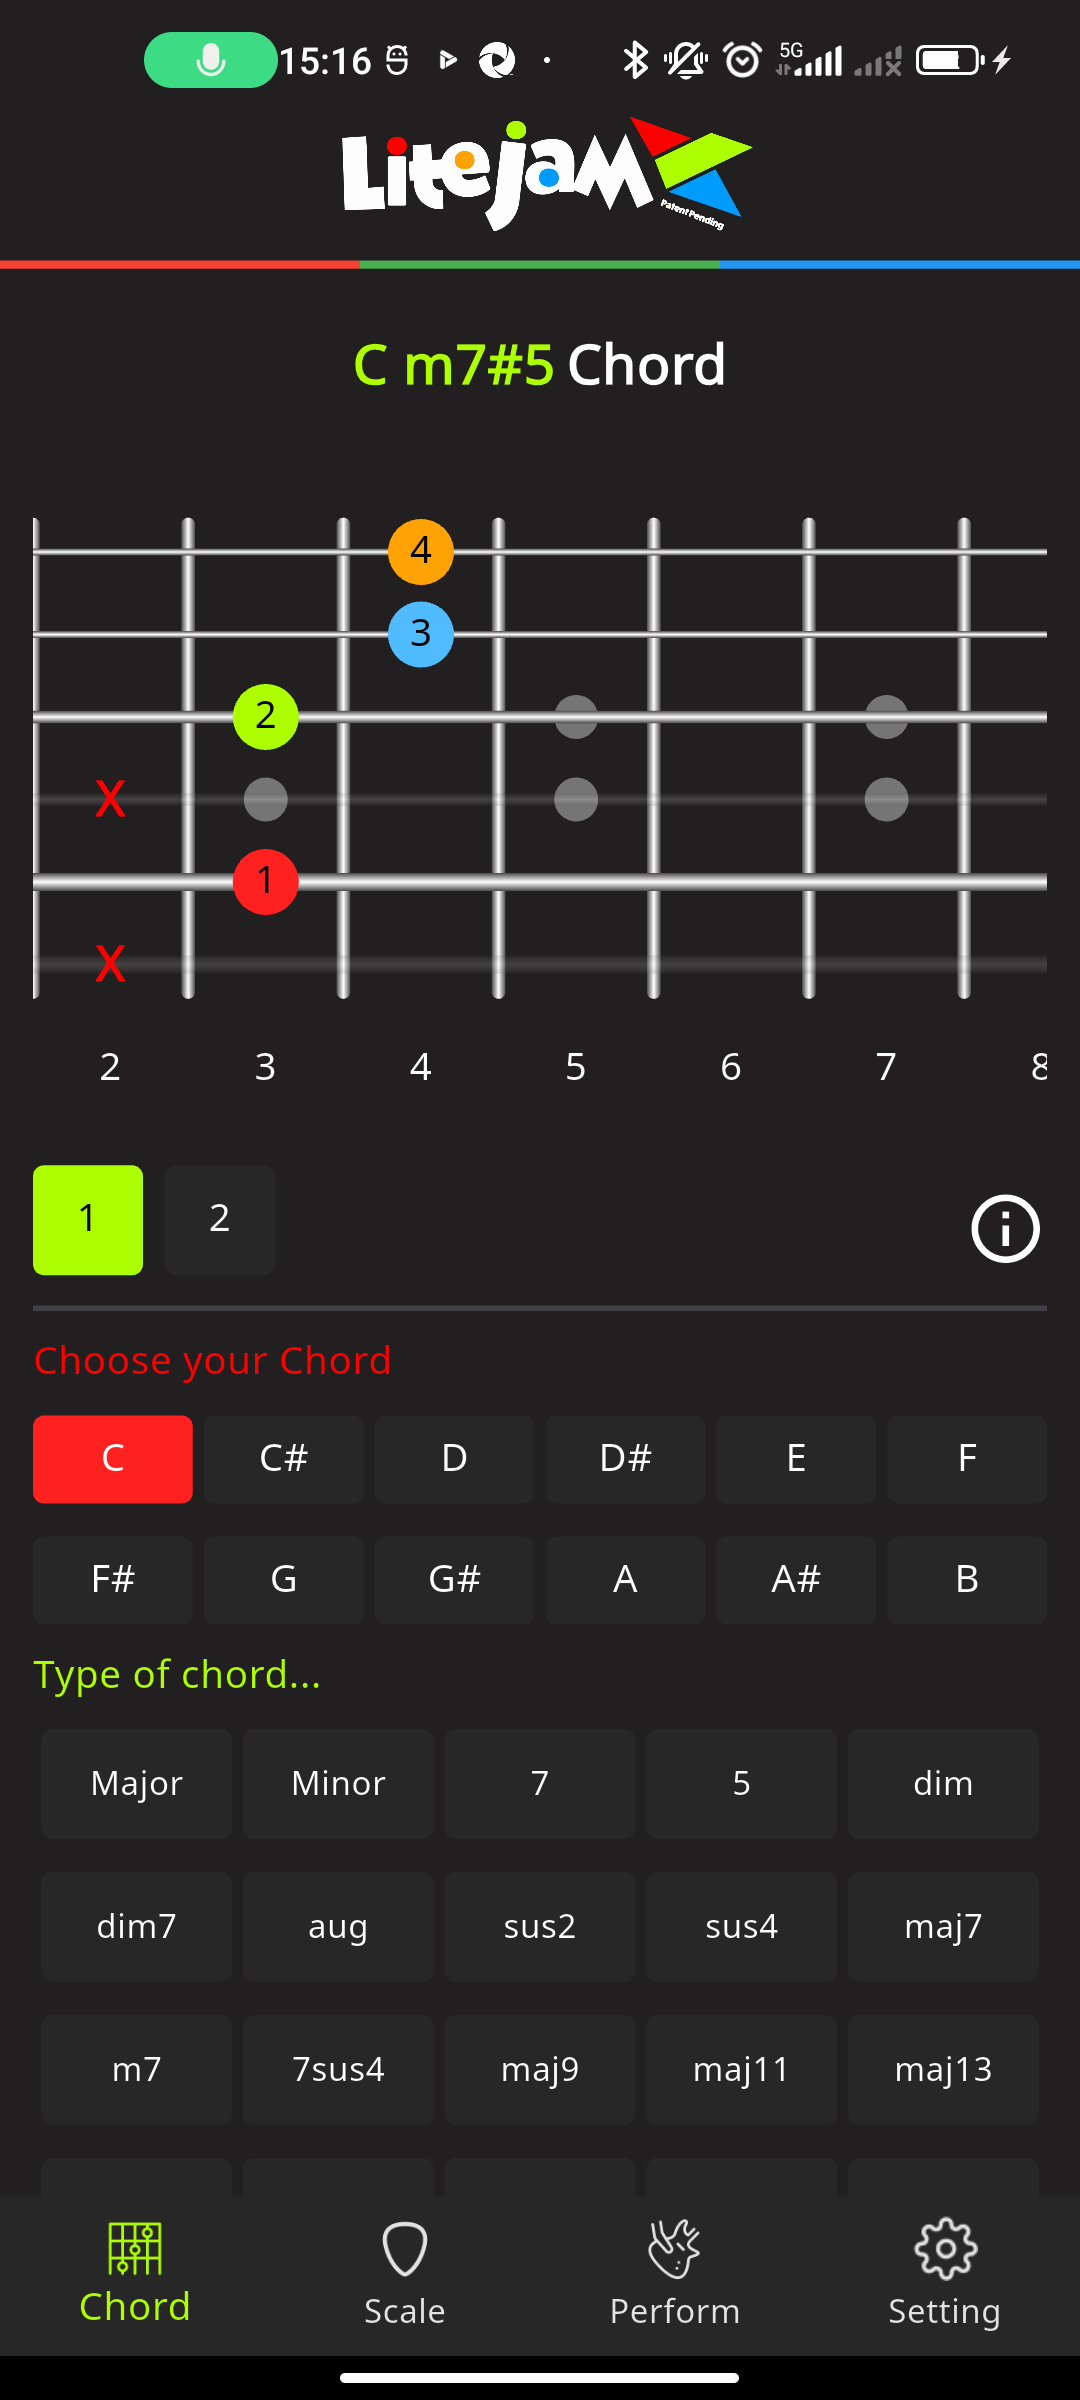 15:16
5G
LiteJam
Patent Pending
C m7#5 Chord
4
3
2
X
1
X
2 3 4 5 6 7 8
1 2
Choose your Chord
C C# D D# E F
F# G G# A A# B
Type of chord...
Major Minor 7 5 dim
dim7 aug sus2 sus4 maj7
m7 7sus4 maj9 maj11 maj13
Chord Scale Perform Setting